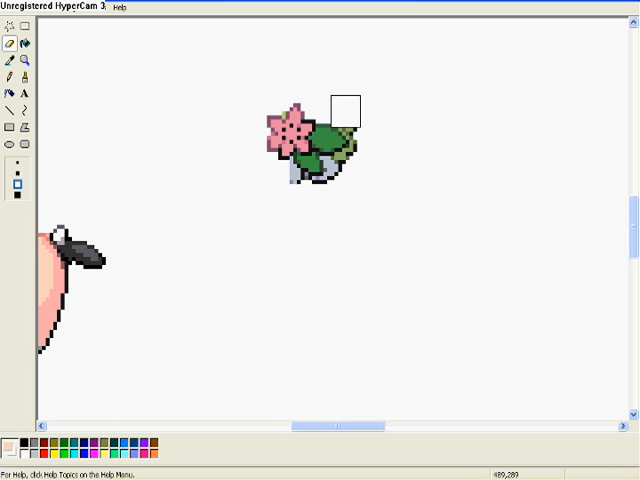 Unregistered HyperCam 3
Help
A
For Help, click Help Topics on the Help Menu.
489,289